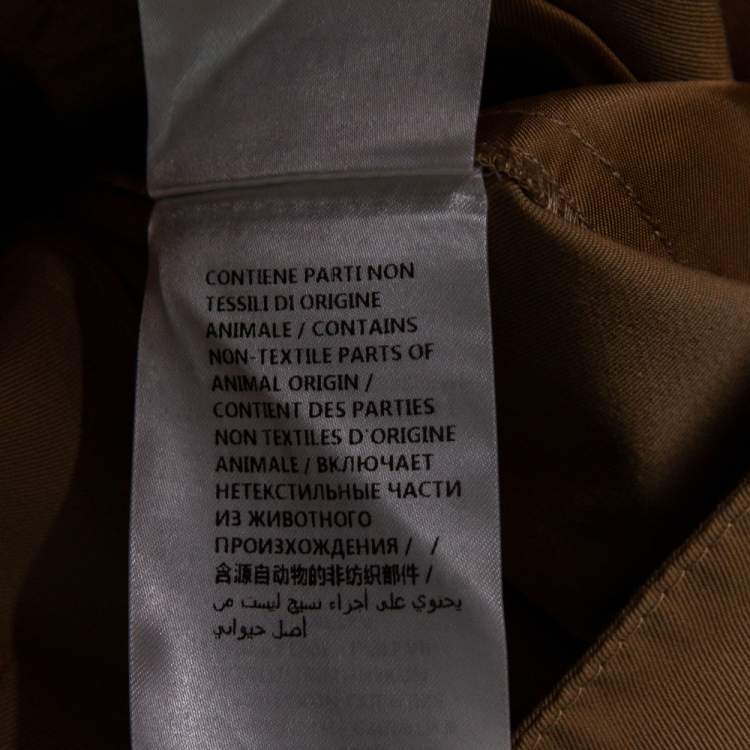 CONTIENE PARTI NON
TESSILI DI ORIGINE
ANIMALE / CONTAINS
NON-TEXTILE PARTS OF
ANIMAL ORIGIN /
CONTIENT DES PARTIES
NON TEXTILES D'ORIGINE
ANIMALE / ВКЛЮЧАЕТ
НЕТЕКСТИЛЬНЫЕ ЧАСТИ
ИЗ ЖИВОТНОГО
ПРОИЗХОЖДЕНИЯ / /
含源自动物的非纺织部件 /
يحتوي على أجزاء نسيج ليست من
أصل حيواني